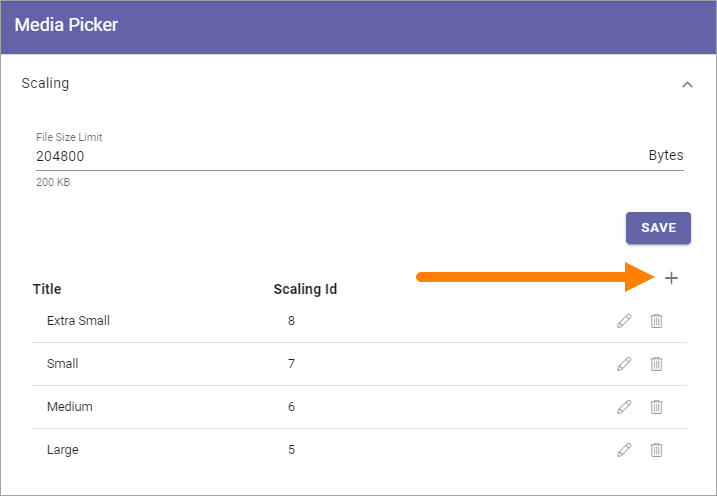 Media Picker
Scaling
File Size Limit
204800 Bytes
200 KB
SAVE
Title Scaling Id
Extra Small 8
Small 7
Medium 6
Large 5